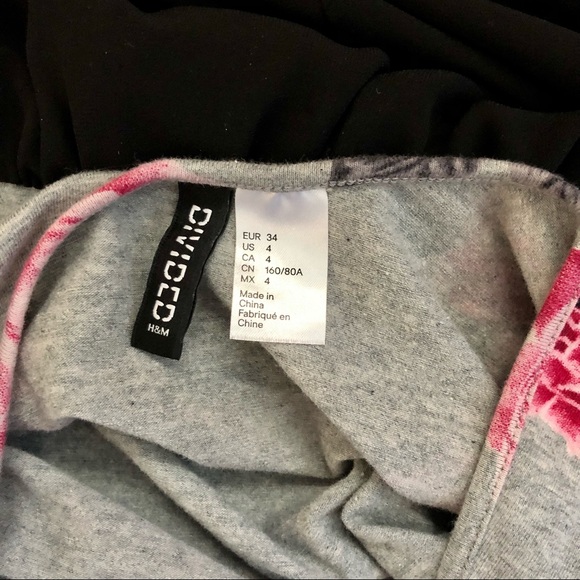 DIVIDED
H&M
EUR 34
US 4
CA 4
CN 160/80A
MX 4
Made in
China
Fabriqué en
Chine